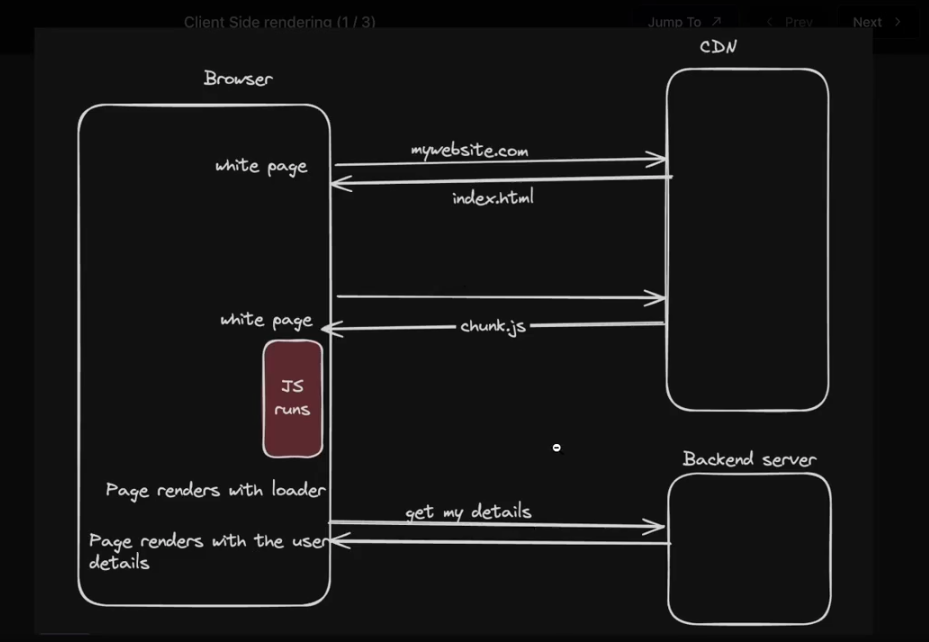 Client Side rendering (1 / 3)
Jump To ↗
‹ Prev
Next ›
CDN
Browser
mywebsite.com
white page
index.html
white page
chunk.js
JS
runs
Backend server
Page renders with loader
get my details
Page renders with the user
details